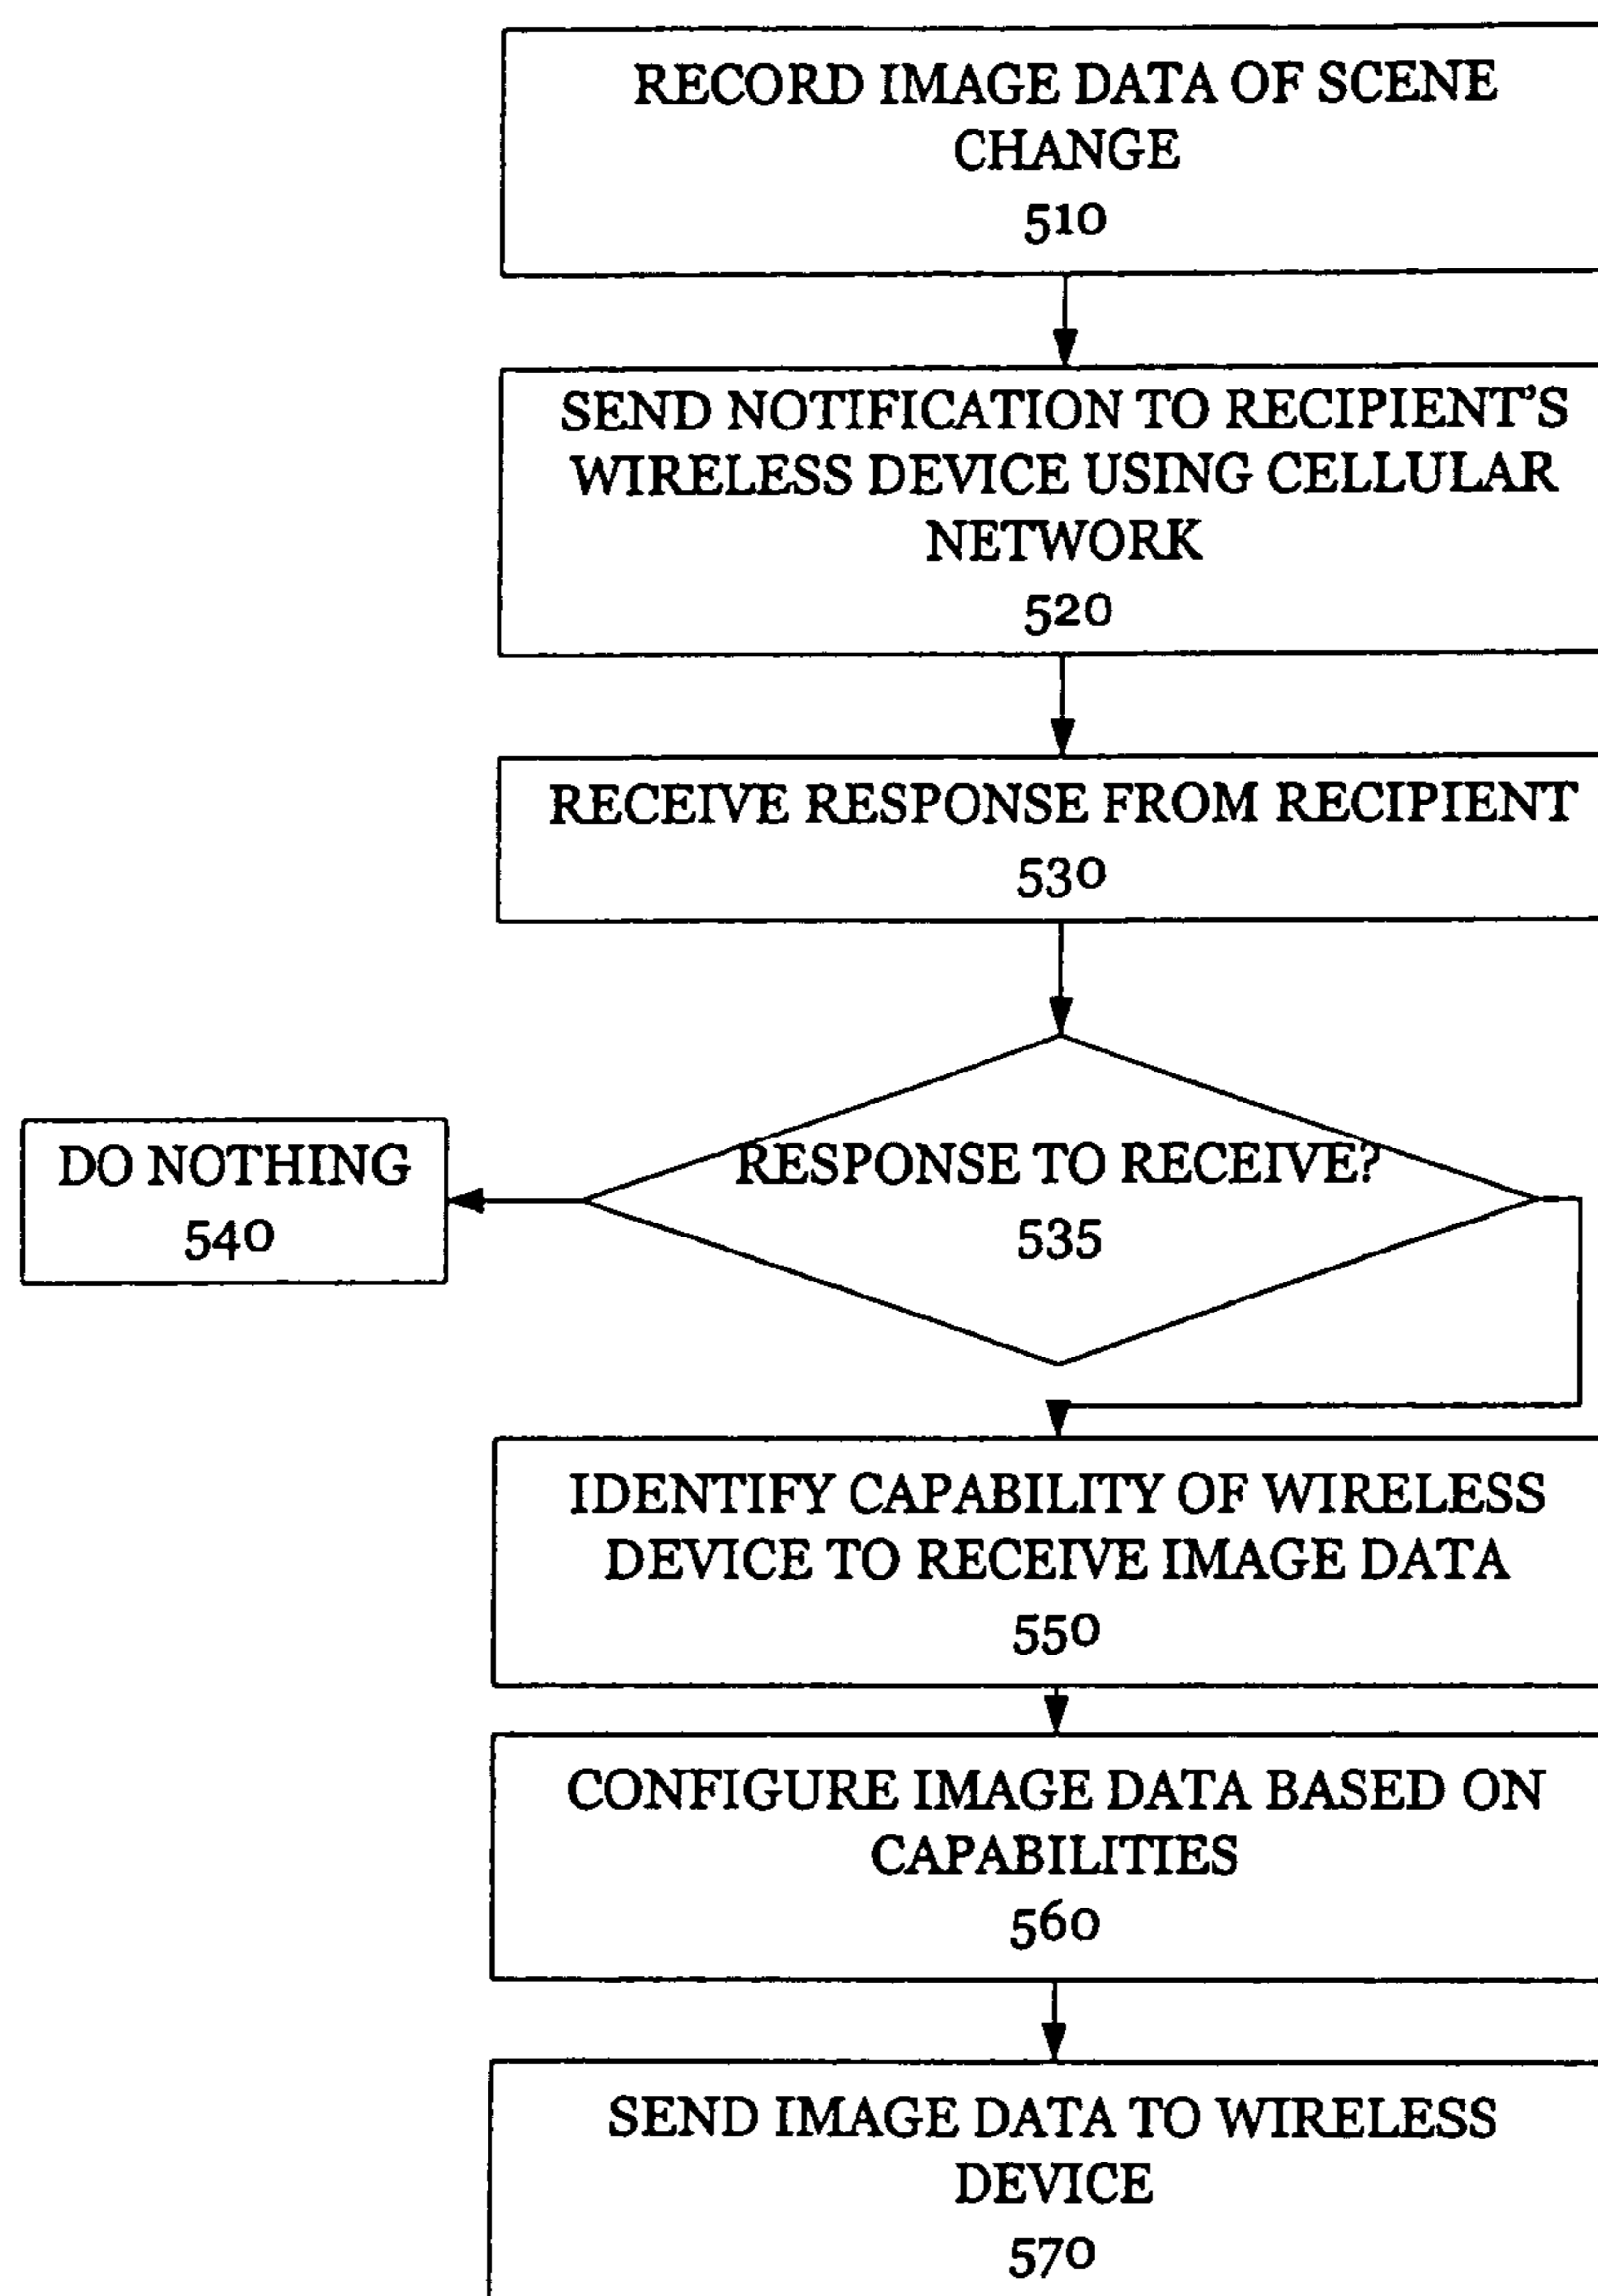 RECORD IMAGE DATA OF SCENE
CHANGE
510
SEND NOTIFICATION TO RECIPIENT'S
WIRELESS DEVICE USING CELLULAR
NETWORK
520
RECEIVE RESPONSE FROM RECIPIENT
530
RESPONSE TO RECEIVE?
535
DO NOTHING
540
IDENTIFY CAPABILITY OF WIRELESS
DEVICE TO RECEIVE IMAGE DATA
550
CONFIGURE IMAGE DATA BASED ON
CAPABILITIES
560
SEND IMAGE DATA TO WIRELESS
DEVICE
570